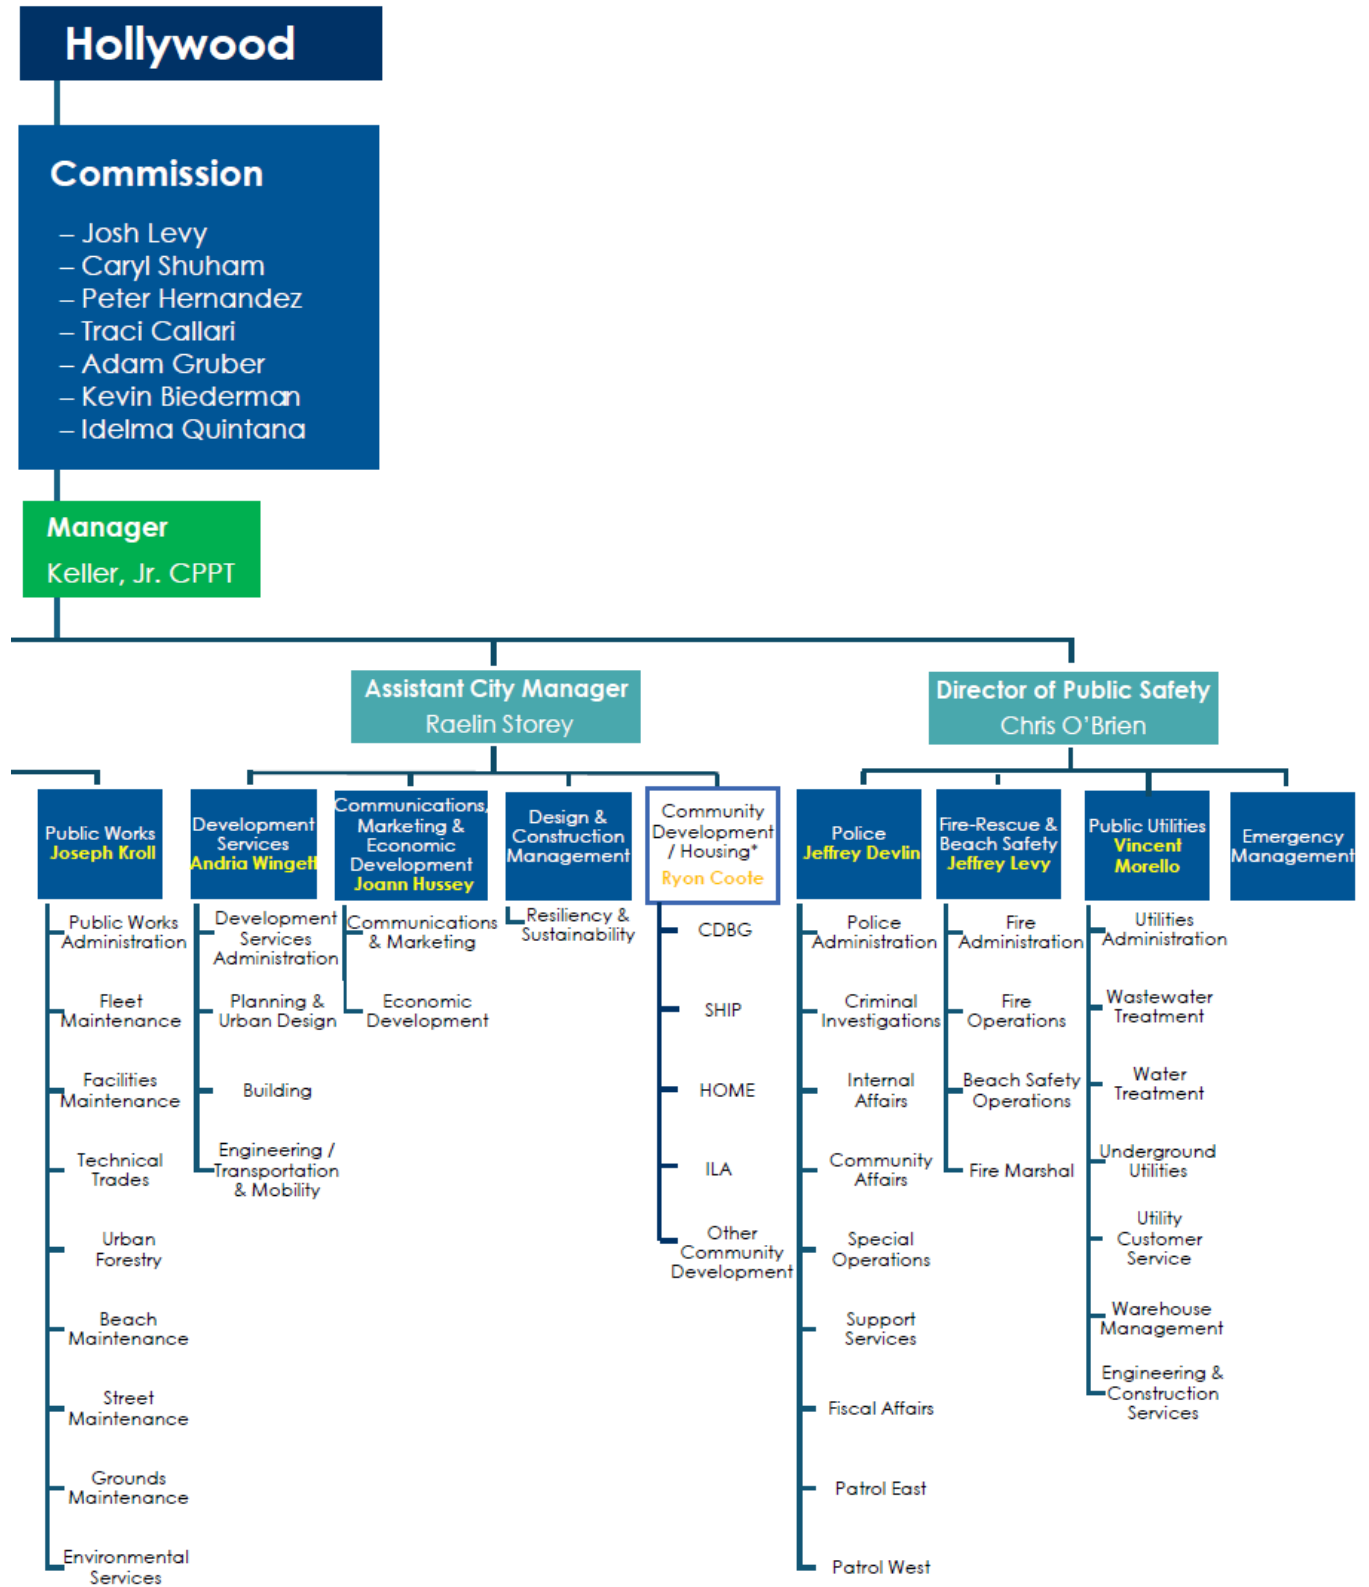 Hollywood
Commission
– Josh Levy
– Caryl Shuham
– Peter Hernandez
– Traci Callari
– Adam Gruber
– Kevin Biederman
– Idelma Quintana
Manager
Keller, Jr. CPPT
Assistant City Manager
Raelin Storey
Director of Public Safety
Chris O'Brien
Public Works
Joseph Kroll
Public Works
Administration
Fleet
Maintenance
Facilities
Maintenance
Technical
Trades
Urban
Forestry
Beach
Maintenance
Street
Maintenance
Grounds
Maintenance
Environmental
Services
Development
Services
Andria Wingett
Development
Services
Administration
Planning &
Urban Design
Building
Engineering /
Transportation
& Mobility
Communications,
Marketing &
Economic
Development
Joann Hussey
Communications
& Marketing
Economic
Development
Design &
Construction
Management
Resiliency &
Sustainability
Community
Development
/ Housing*
Ryon Coote
CDBG
SHIP
HOME
ILA
Other
Community
Development
Police
Jeffrey Devlin
Police
Administration
Criminal
Investigations
Internal
Affairs
Community
Affairs
Special
Operations
Support
Services
Fiscal Affairs
Patrol East
Patrol West
Fire-Rescue &
Beach Safety
Jeffrey Levy
Fire
Administration
Fire
Operations
Beach Safety
Operations
Fire Marshal
Public Utilities
Vincent
Morello
Utilities
Administration
Wastewater
Treatment
Water
Treatment
Underground
Utilities
Utility
Customer
Service
Warehouse
Management
Engineering &
Construction
Services
Emergency
Management